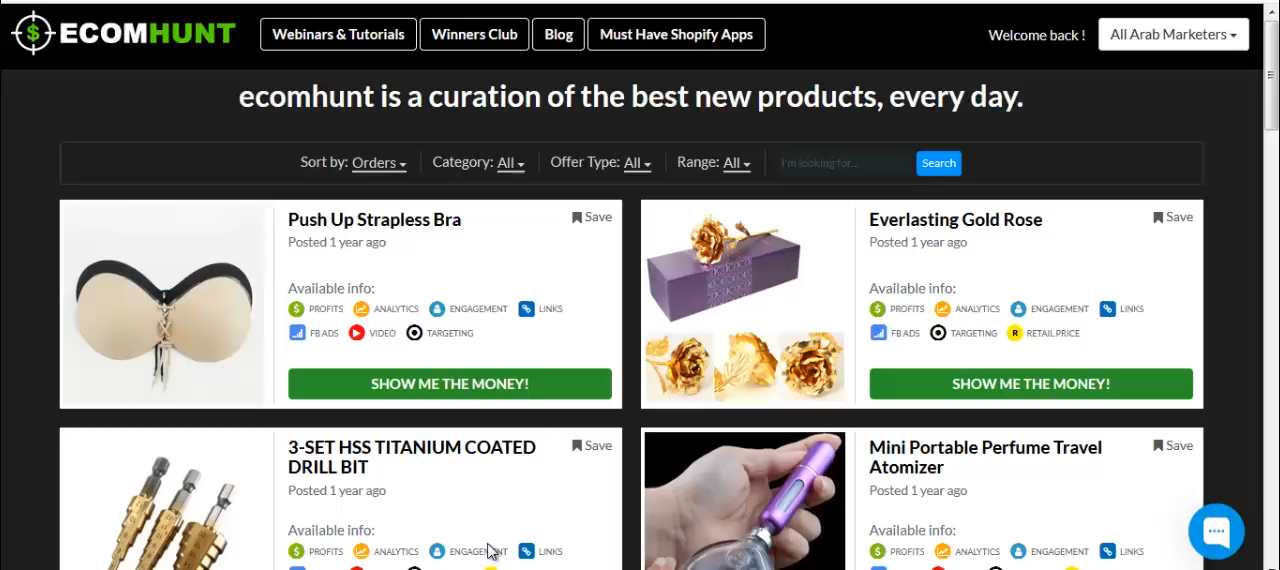 $ ECOMHUNT
Webinars & Tutorials
Winners Club
Blog
Must Have Shopify Apps
Welcome back !
All Arab Marketers
ecomhunt is a curation of the best new products, every day.
Sort by: Orders
Category: All
Offer Type: All
Range: All
I'm looking for...
Search
Push Up Strapless Bra
Save
Posted 1 year ago
Available info:
$ PROFITS ANALYTICS ENGAGEMENT LINKS
FB ADS VIDEO TARGETING
SHOW ME THE MONEY!
Everlasting Gold Rose
Save
Posted 1 year ago
Available info:
$ PROFITS ANALYTICS ENGAGEMENT LINKS
FB ADS TARGETING R RETAIL PRICE
SHOW ME THE MONEY!
3-SET HSS TITANIUM COATED
DRILL BIT
Save
Posted 1 year ago
Available info:
$ PROFITS ANALYTICS ENGAGEMENT LINKS
Mini Portable Perfume Travel
Atomizer
Save
Posted 1 year ago
Available info:
$ PROFITS ANALYTICS ENGAGEMENT LINKS